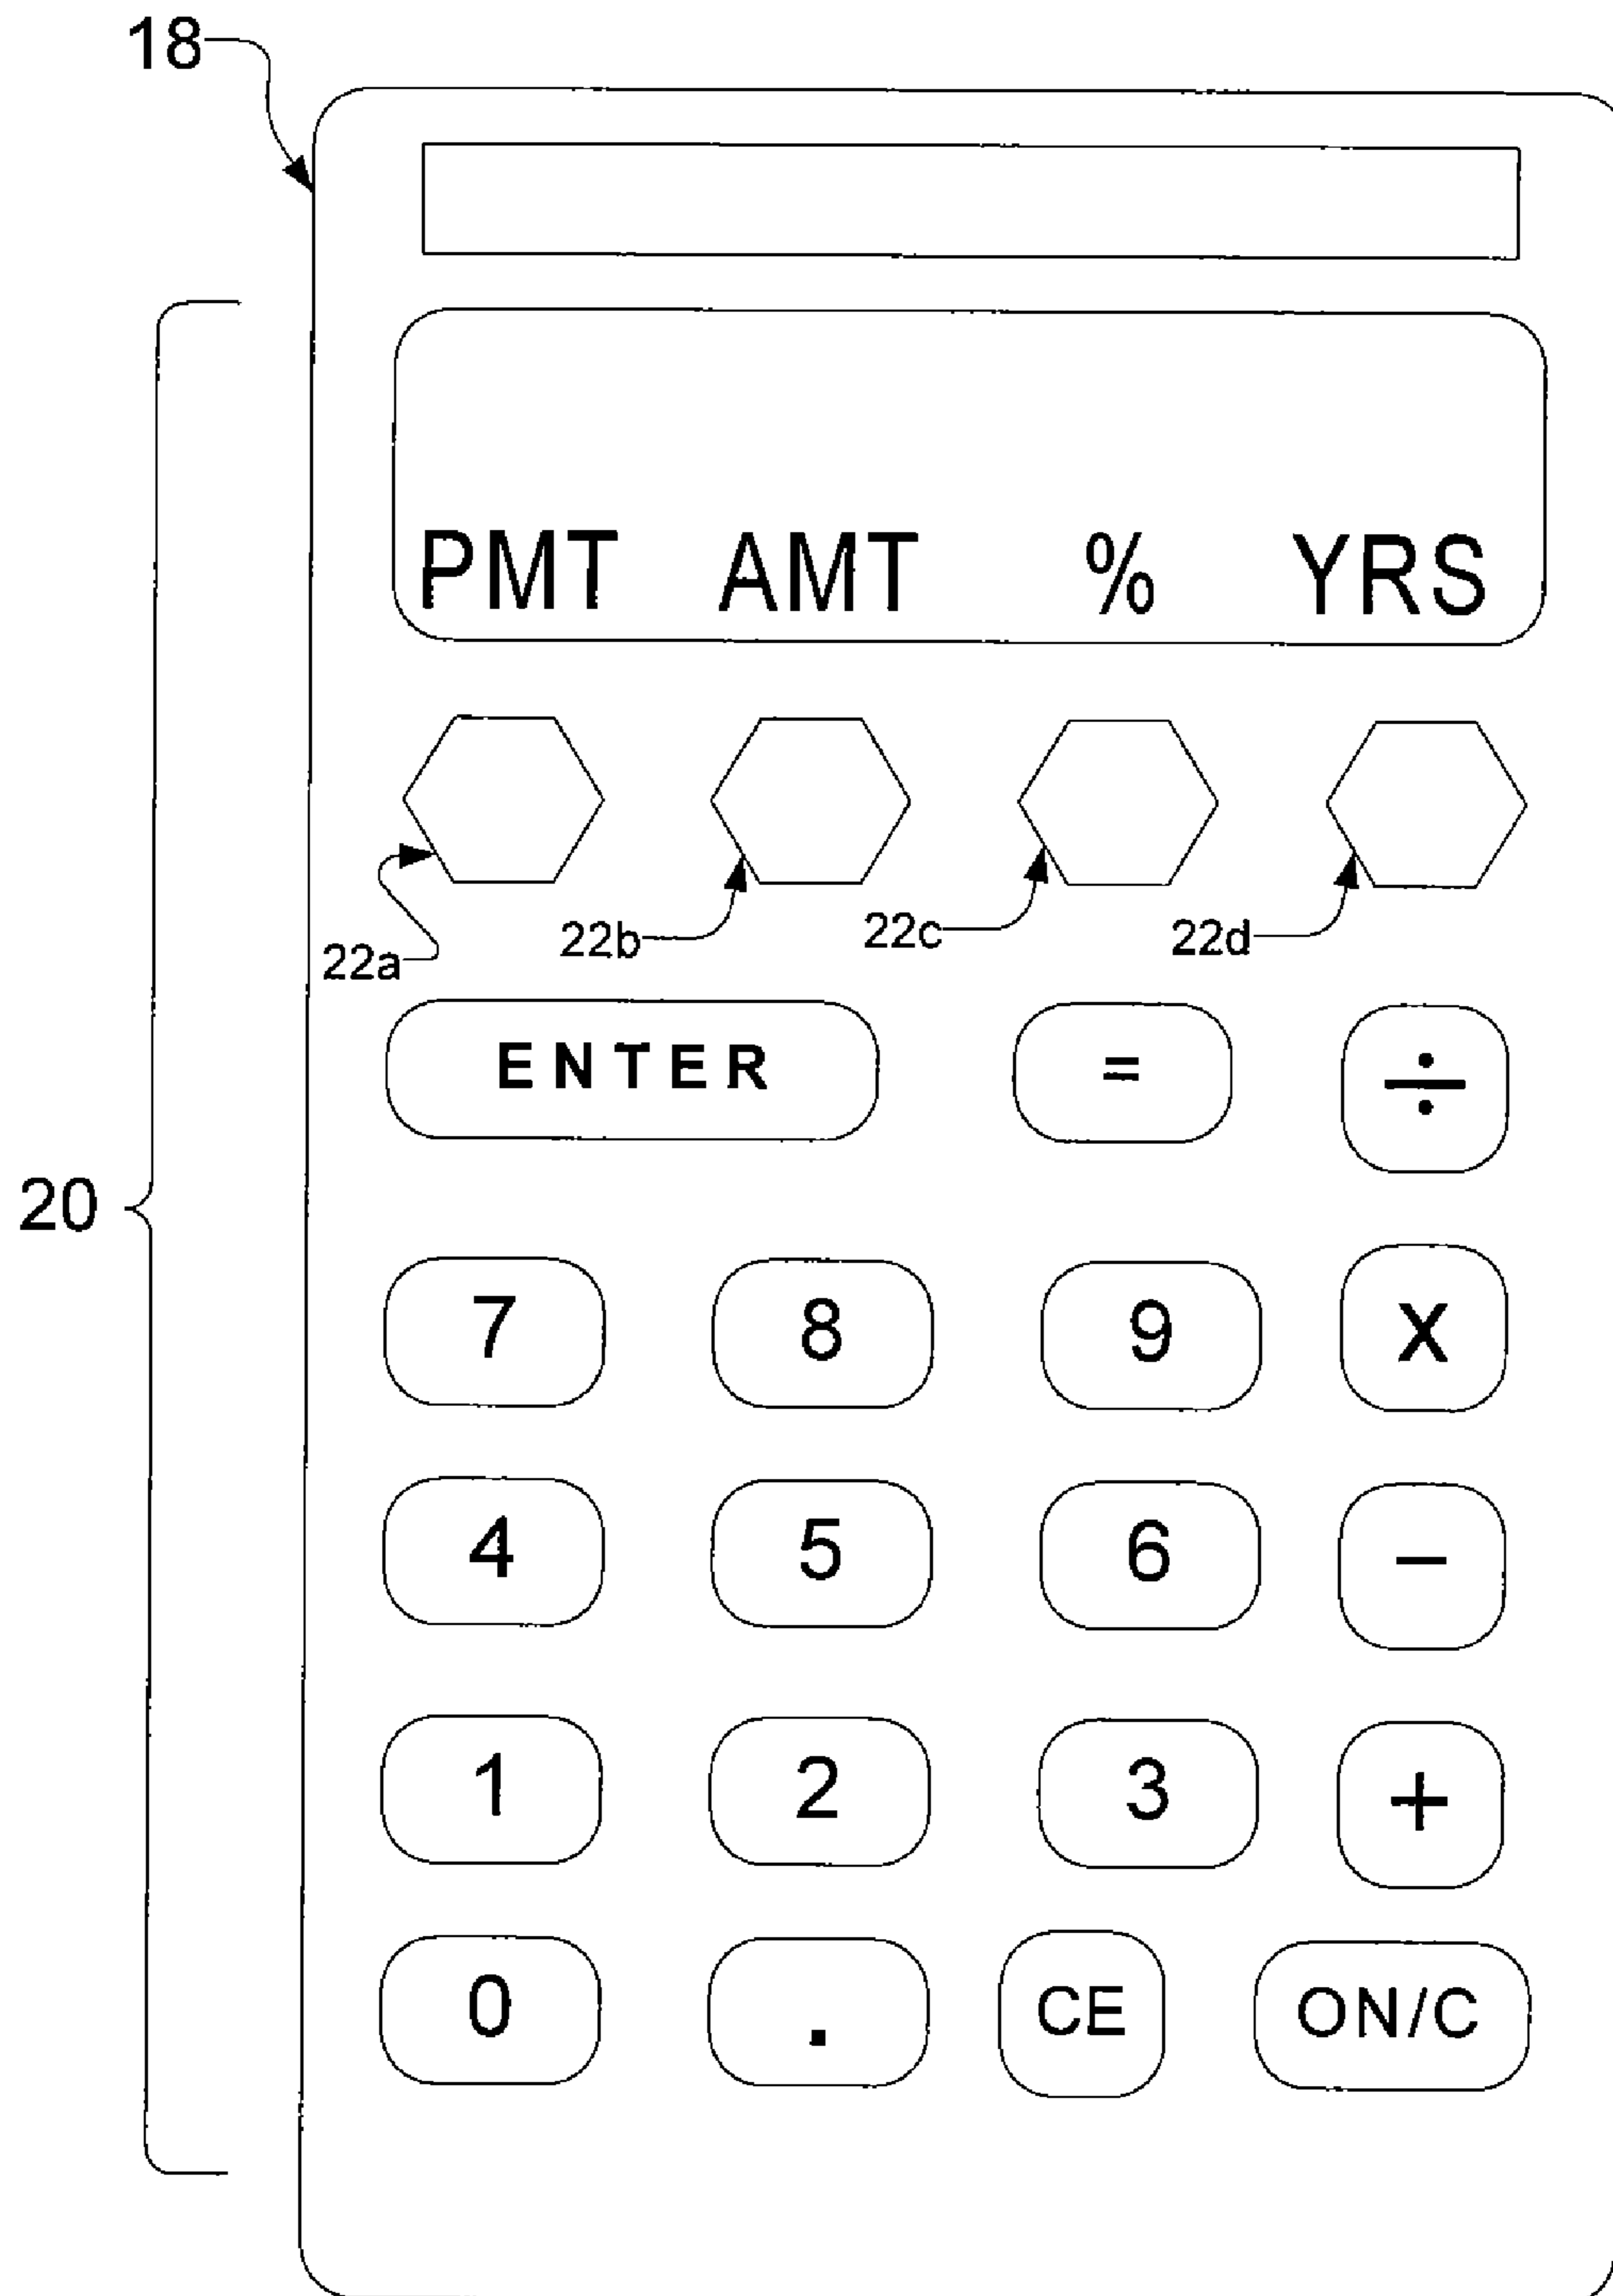 18
PMT AMT % YRS
22a 22b 22c 22d
ENTER = ÷
20
7 8 9 X
4 5 6 −
1 2 3 +
0 . CE ON/C